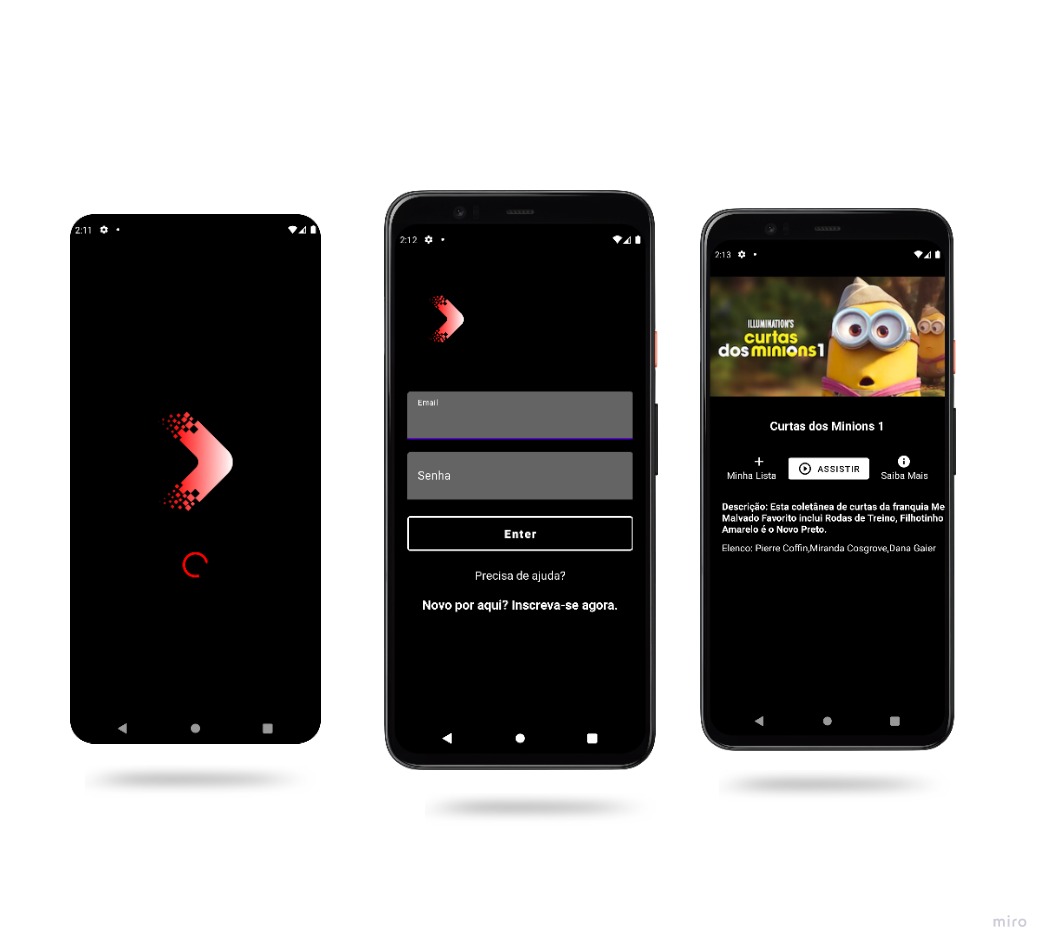 2:11
2:12
Email
Senha
Enter
Precisa de ajuda?
Novo por aqui? Inscreva-se agora.
2:13
ILLUMINATION'S
curtas
dos minions 1
Curtas dos Minions 1
Minha Lista
ASSISTIR
Saiba Mais
Descrição: Esta coletânea de curtas da franquia Me
Malvado Favorito inclui Rodas de Treino, Filhotinho
Amarelo é o Novo Preto.
Elenco: Pierre Coffin,Miranda Cosgrove,Dana Gaier
miro